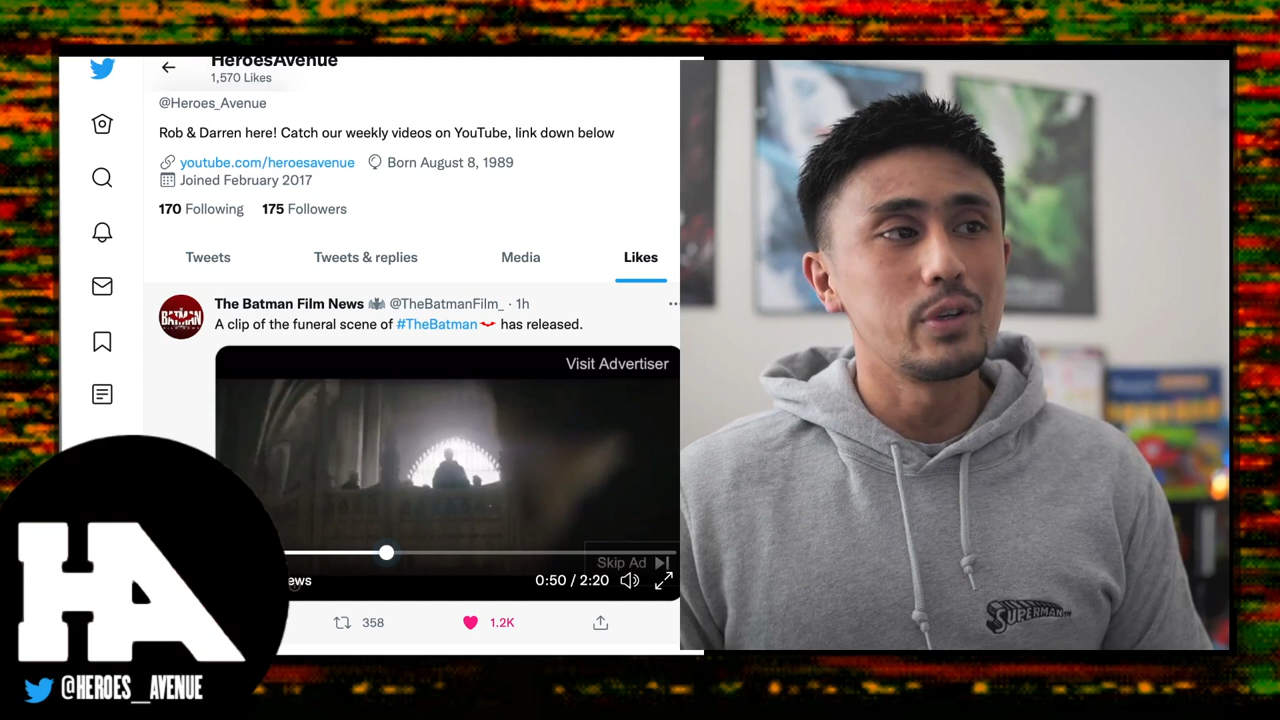 HeroesAvenue
1,570 Likes
@Heroes_Avenue
Rob & Darren here! Catch our weekly videos on YouTube, link down below
youtube.com/heroesavenue Born August 8, 1989
Joined February 2017
170 Following 175 Followers
Tweets Tweets & replies Media Likes
BATMAN
The Batman Film News @TheBatmanFilm_ · 1h
A clip of the funeral scene of #TheBatman has released.
Visit Advertiser
Skip Ad
ews
0:50 / 2:20
358 1.2K
HA
@HEROES__AVENUE
SUPERMAN